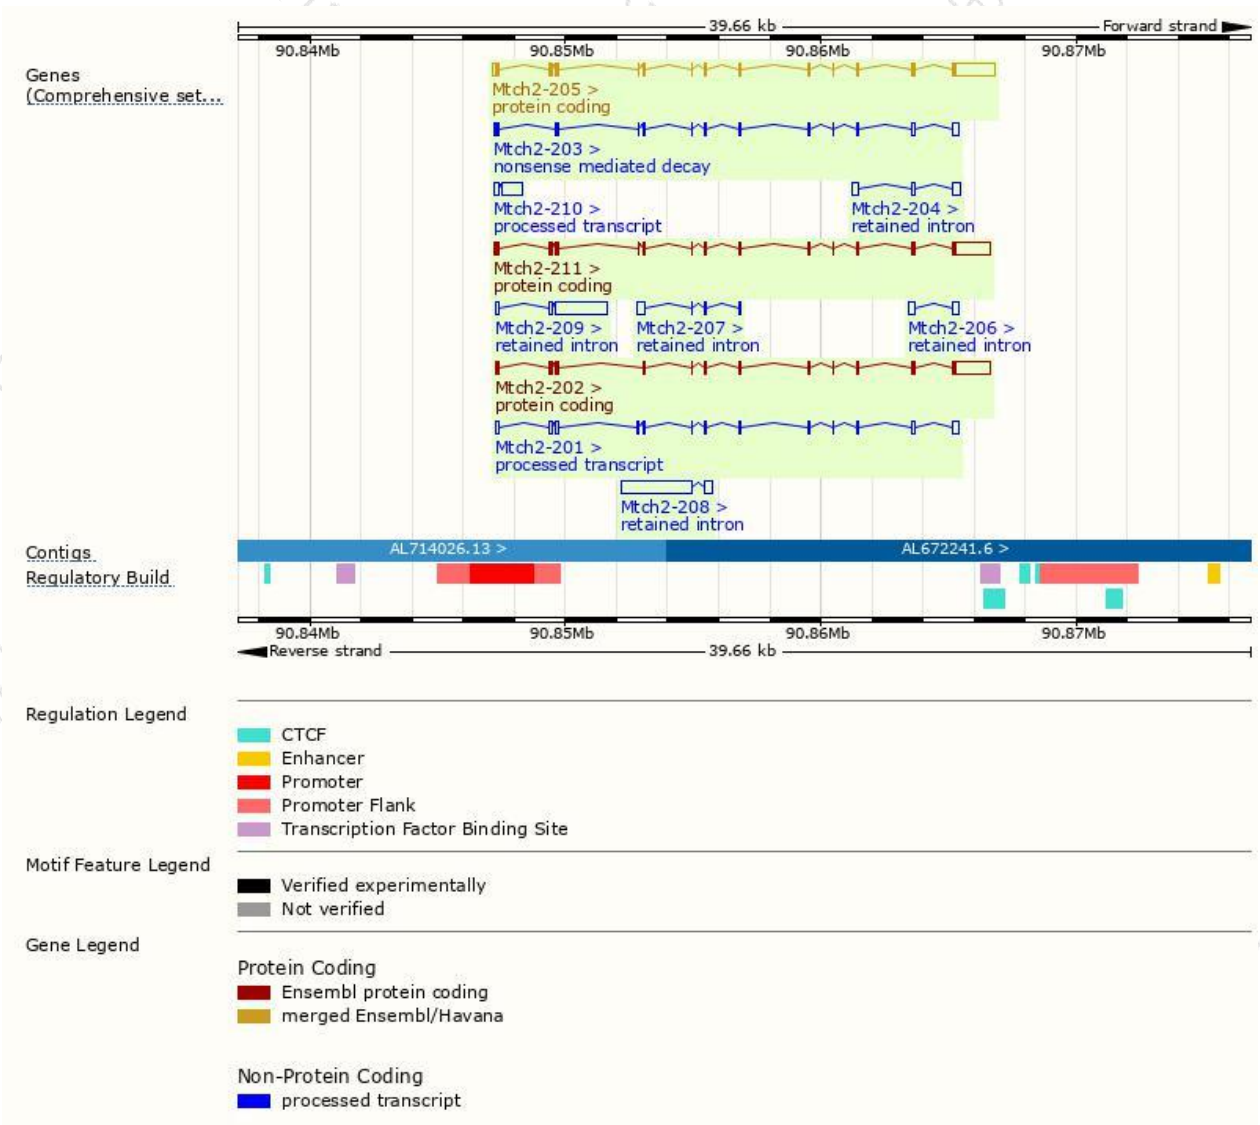 39.66 kb
Forward strand
90.84Mb 90.85Mb 90.86Mb 90.87Mb
Genes
(Comprehensive set...
Mtch2-205 >
protein coding
Mtch2-203 >
nonsense mediated decay
Mtch2-210 > Mtch2-204 >
processed transcript retained intron
Mtch2-211 >
protein coding
Mtch2-209 > Mtch2-207 > Mtch2-206 >
retained intron retained intron retained intron
Mtch2-202 >
protein coding
Mtch2-201 >
processed transcript
Mtch2-208 >
retained intron
Contigs AL714026.13 > AL672241.6 >
Regulatory Build
90.84Mb 90.85Mb 90.86Mb 90.87Mb
Reverse strand 39.66 kb
Regulation Legend
CTCF
Enhancer
Promoter
Promoter Flank
Transcription Factor Binding Site
Motif Feature Legend
Verified experimentally
Not verified
Gene Legend
Protein Coding
Ensembl protein coding
merged Ensembl/Havana
Non-Protein Coding
processed transcript